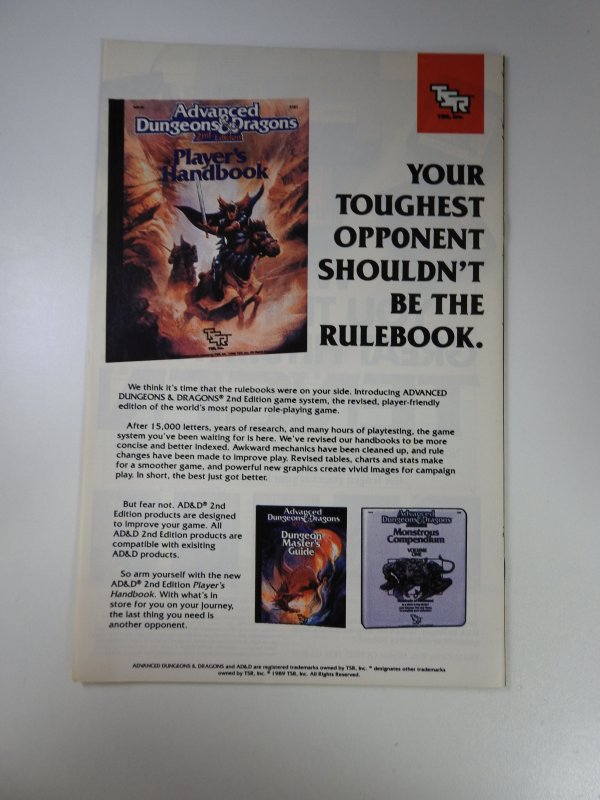 TSR
TSR, Inc.
Advanced
Dungeons & Dragons
2nd Edition
Player's
Handbook
TSR
YOUR
TOUGHEST
OPPONENT
SHOULDN'T
BE THE
RULEBOOK.
We think it's time that the rulebooks were on your side. Introducing ADVANCED
DUNGEONS & DRAGONS® 2nd Edition game system, the revised, player-friendly
edition of the world's most popular role-playing game.
After 15,000 letters, years of research, and many hours of playtesting, the game
system you've been waiting for is here. We've revised our handbooks to be more
concise and better indexed. Awkward mechanics have been cleaned up, and rule
changes have been made to improve play. Revised tables, charts and stats make
for a smoother game, and powerful new graphics create vivid images for campaign
play. In short, the best just got better.
But fear not. AD&D® 2nd
Edition products are designed
to improve your game. All
AD&D 2nd Edition products are
compatible with exisiting
AD&D products.
So arm yourself with the new
AD&D® 2nd Edition Player's
Handbook. With what's in
store for you on your journey,
the last thing you need is
another opponent.
Advanced
Dungeons & Dragons
Dungeon
Master's
Guide
Advanced
Dungeons & Dragons
Monstrous
Compendium
VOLUME
ONE
ADVANCED DUNGEONS & DRAGONS and AD&D are registered trademarks owned by TSR, Inc. ™ designates other trademarks
owned by TSR, Inc. © 1989 TSR, Inc. All Rights Reserved.